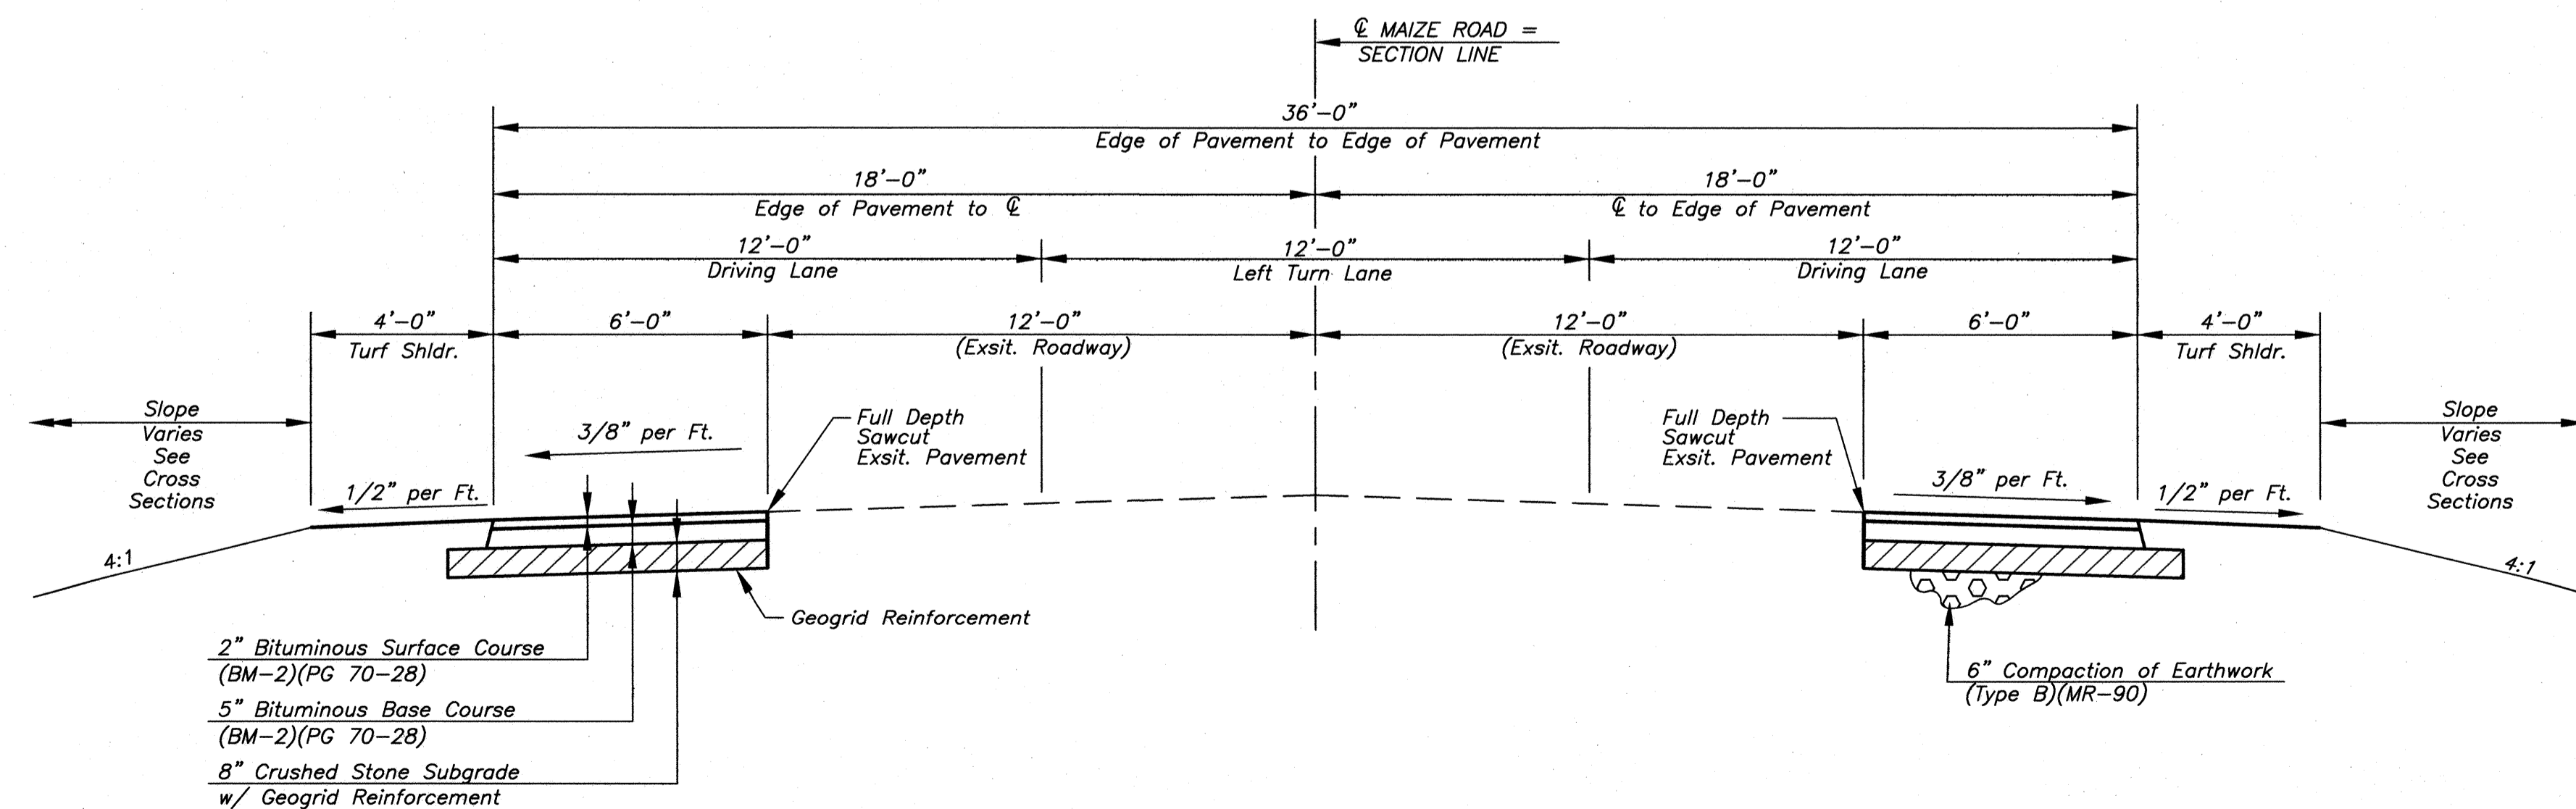 ℄ MAIZE ROAD =
SECTION LINE
36'-0"
Edge of Pavement to Edge of Pavement
18'-0"
18'-0"
Edge of Pavement to ℄
℄ to Edge of Pavement
12'-0"
12'-0"
12'-0"
Driving Lane
Left Turn Lane
Driving Lane
4'-0"
6'-0"
12'-0"
12'-0"
6'-0"
4'-0"
Turf Shldr.
(Exsit. Roadway)
(Exsit. Roadway)
Turf Shldr.
Slope
Varies
See
Cross
Sections
3/8" per Ft.
1/2" per Ft.
Full Depth
Sawcut
Exsit. Pavement
Full Depth
Sawcut
Exsit. Pavement
3/8" per Ft.
1/2" per Ft.
Slope
Varies
See
Cross
Sections
4:1
4:1
Geogrid Reinforcement
2" Bituminous Surface Course
(BM-2)(PG 70-28)
5" Bituminous Base Course
(BM-2)(PG 70-28)
8" Crushed Stone Subgrade
w/ Geogrid Reinforcement
6" Compaction of Earthwork
(Type B)(MR-90)